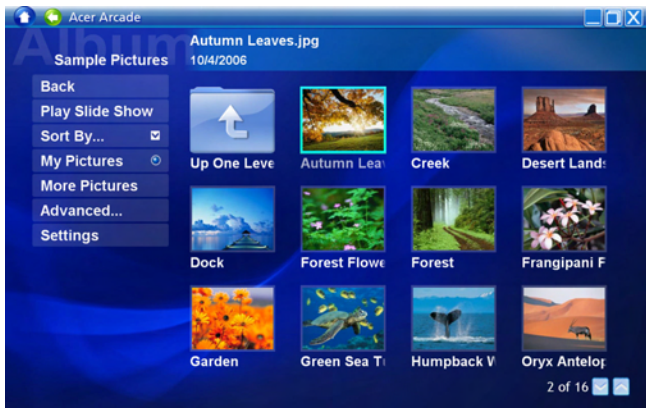 Acer Arcade
Album
Sample Pictures
Autumn Leaves.jpg
10/4/2006
Back
Play Slide Show
Sort By...
My Pictures
More Pictures
Advanced...
Settings
Up One Leve
Autumn Leav
Creek
Desert Lands
Dock
Forest Flowe
Forest
Frangipani F
Garden
Green Sea T
Humpback W
Oryx Antelop
2 of 16